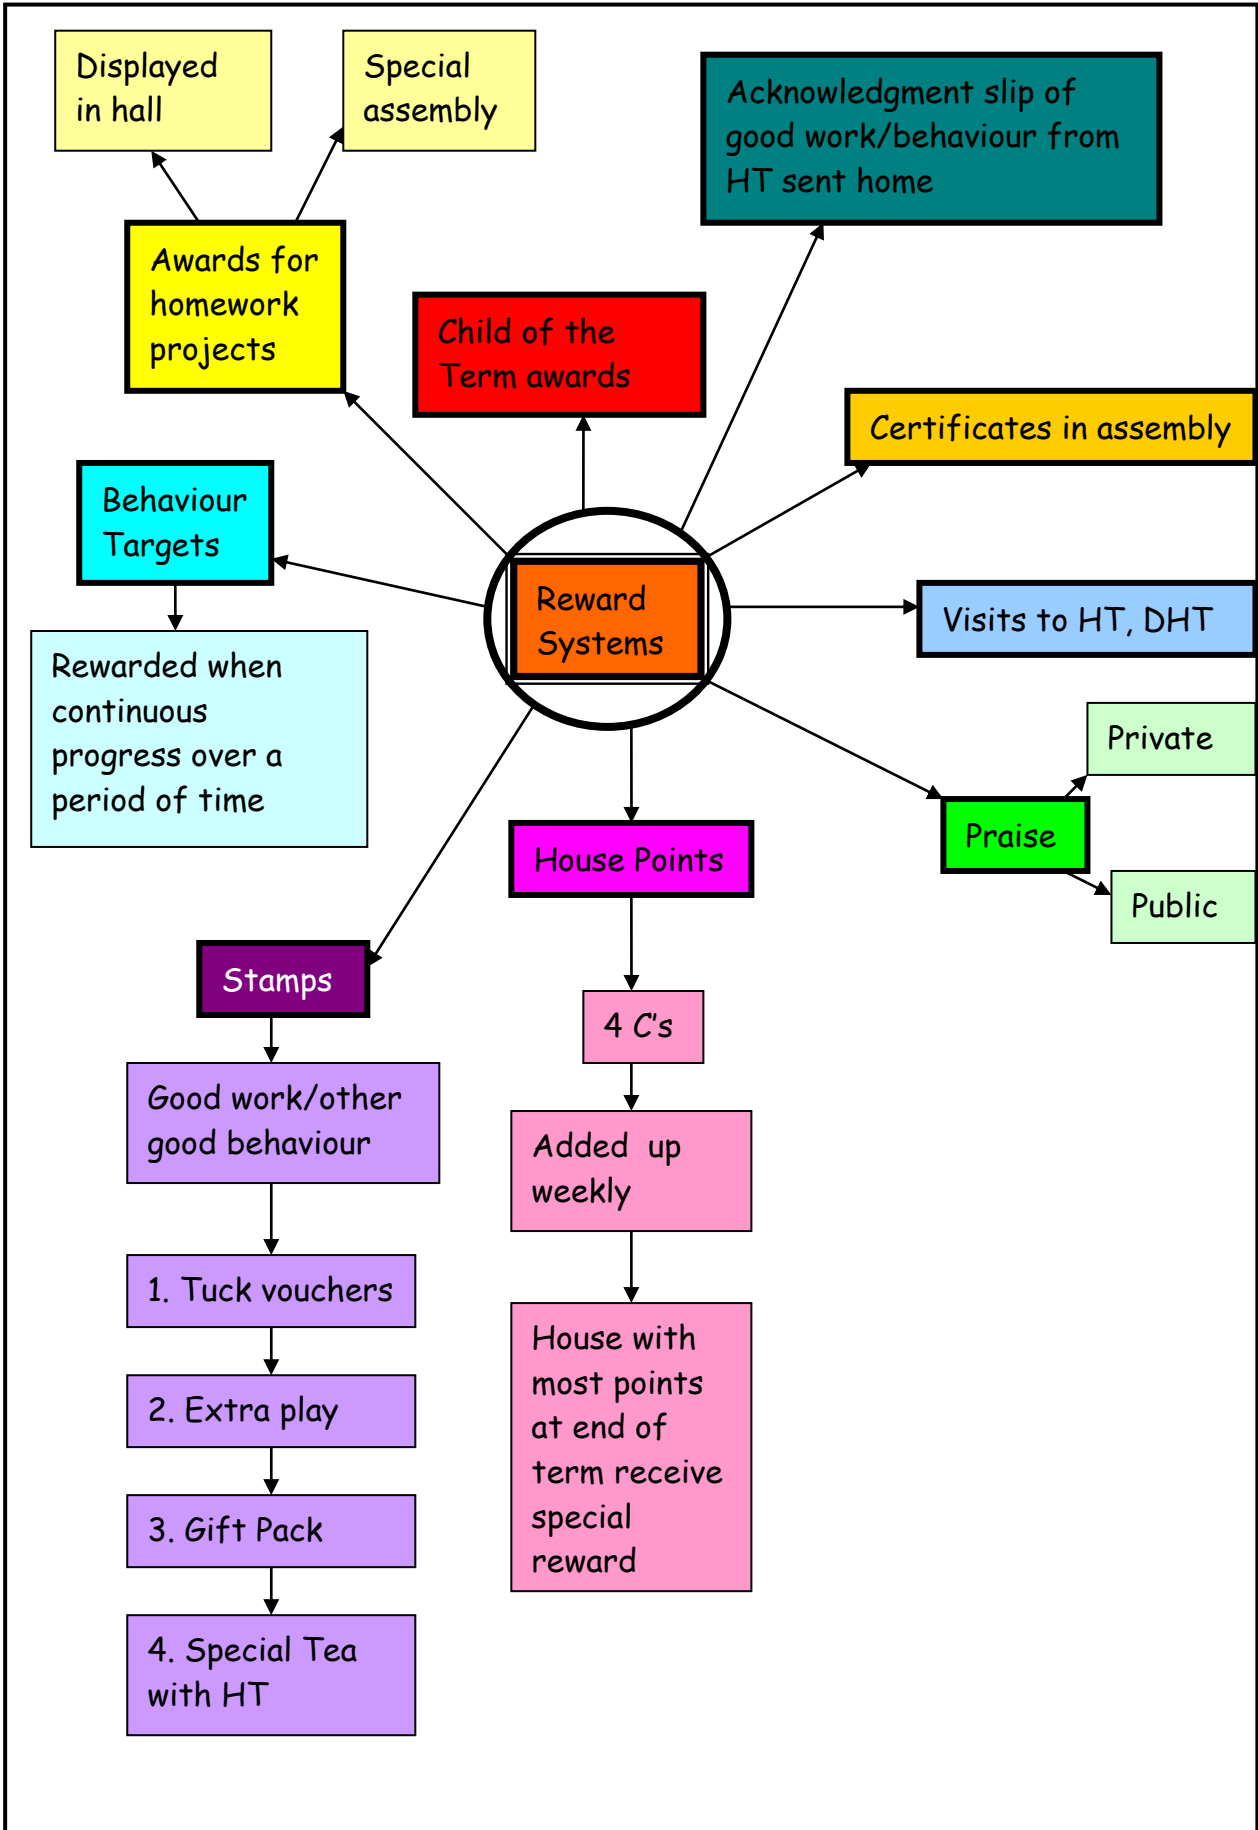 Displayed
in hall
Special
assembly
Acknowledgment slip of
good work/behaviour from
HT sent home
Awards for
homework
projects
Child of the
Term awards
Certificates in assembly
Behaviour
Targets
Reward
Systems
Visits to HT, DHT
Rewarded when
continuous
progress over a
period of time
Private
Praise
Public
House Points
Stamps
4 C's
Good work/other
good behaviour
Added up
weekly
1. Tuck vouchers
2. Extra play
3. Gift Pack
4. Special Tea
with HT
House with
most points
at end of
term receive
special
reward